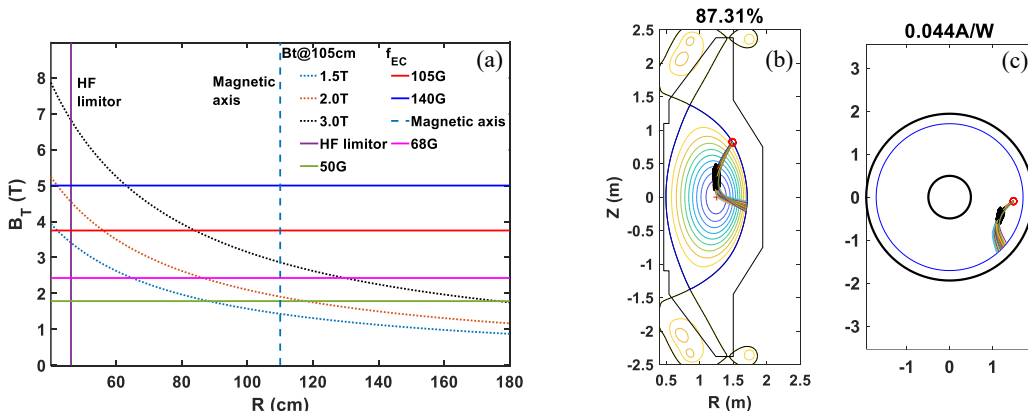 87.31%
0.044A/W
(a)
(b)
(c)
Bt@105cm
f_EC
HF
limitor
Magnetic
axis
1.5T
2.0T
3.0T
HF limitor
50G
105G
140G
Magnetic axis
68G
B_T (T)
8
7
6
5
4
3
2
1
0
60
80
100
120
140
160
180
R (cm)
Z (m)
2.5
2
1.5
1
0.5
0
-0.5
-1
-1.5
-2
-2.5
0.5
1
1.5
2
2.5
R (m)
3
2
1
0
-1
-2
-3
-1
0
1